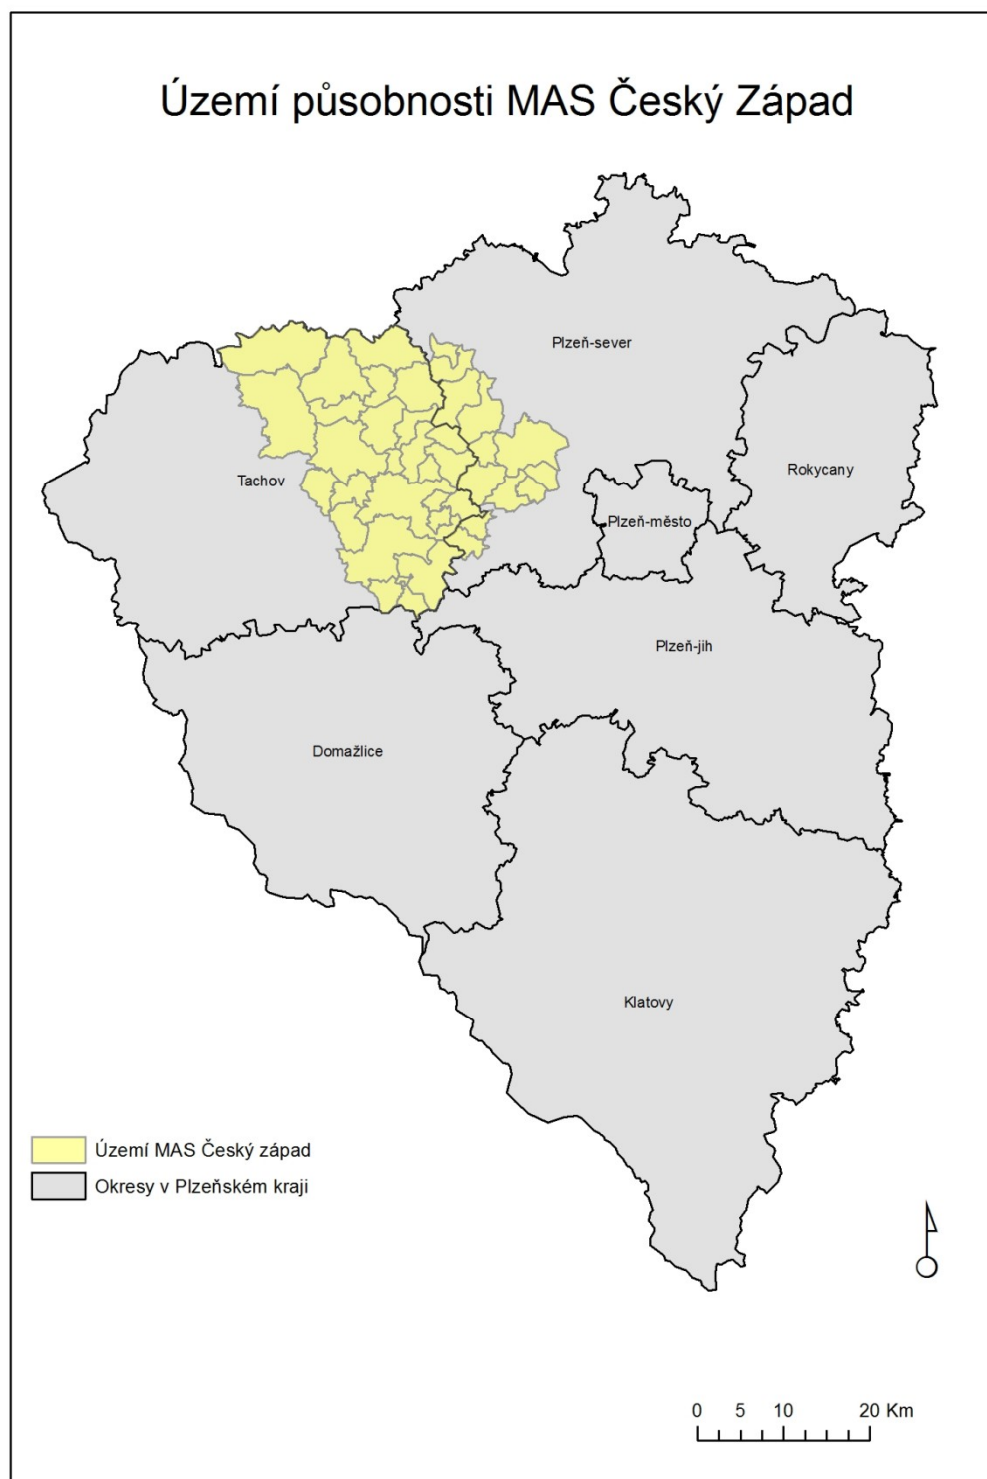 Území působnosti MAS Český Západ
Plzeň-sever
Rokycany
Tachov
Plzeň-město
Plzeň-jih
Domažlice
Klatovy
Území MAS Český západ
Okresy v Plzeňském kraji
0 5 10 20 Km